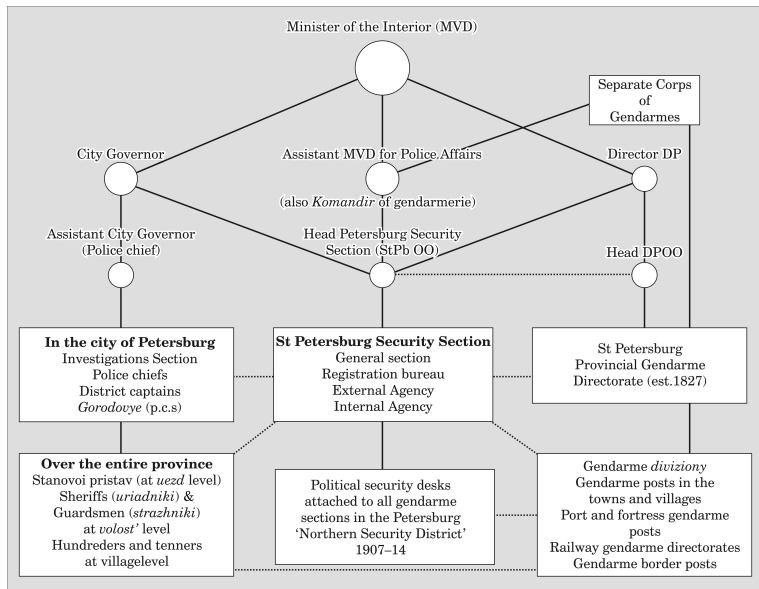 Minister of the Interior (MVD)
Separate Corps
of
Gendarmes
City Governor
Assistant MVD for Police Affairs
Director DP
(also Komandir of gendarmerie)
Assistant City Governor
(Police chief)
Head Petersburg Security
Section (StPb OO)
Head DPOO
In the city of Petersburg
Investigations Section
Police chiefs
District captains
Gorodovye (p.c.s)
St Petersburg Security Section
General section
Registration bureau
External Agency
Internal Agency
St Petersburg
Provincial Gendarme
Directorate (est.1827)
Over the entire province
Stanovoi pristav (at uezd level)
Sheriffs (uriadniki) &
Guardsmen (strazhniki)
at volost' level
Hundreders and tenners
at villagelevel
Political security desks
attached to all gendarme
sections in the Petersburg
‘Northern Security District’
1907–14
Gendarme diviziony
Gendarme posts in the
towns and villages
Port and fortress gendarme
posts
Railway gendarme directorates
Gendarme border posts